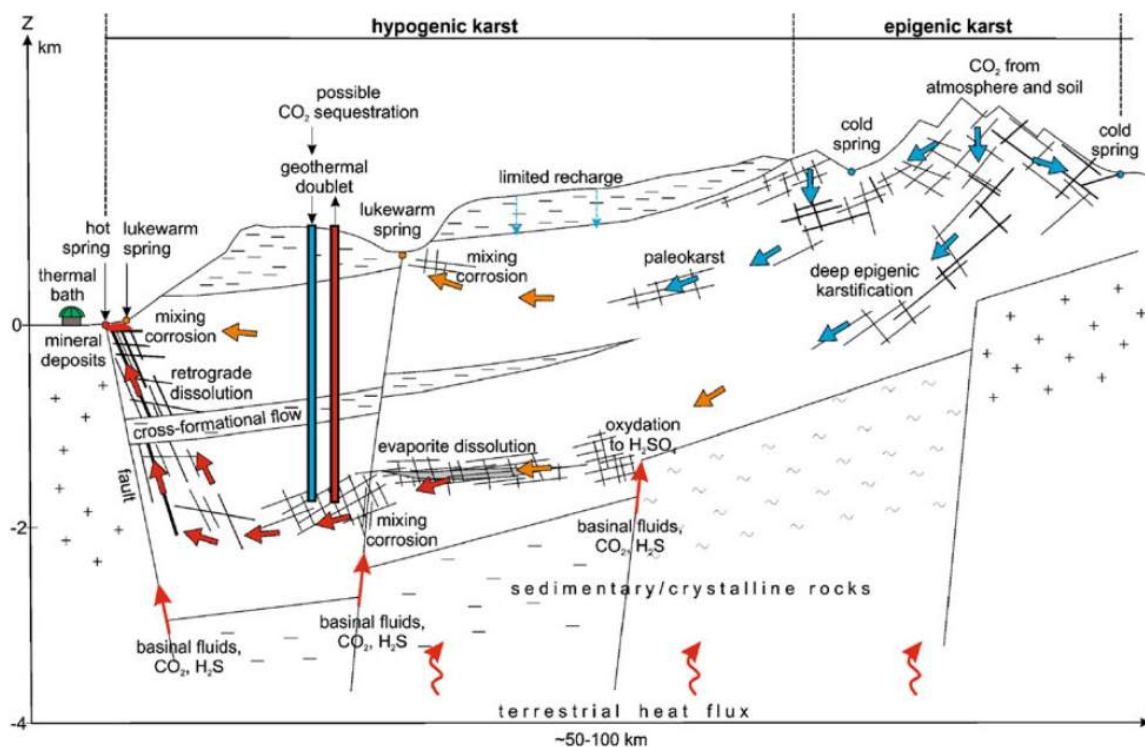 Z
km
hypogenic karst
epigenic karst
CO₂ from
atmosphere and soil
possible
CO₂ sequestration
cold
spring
cold
spring
geothermal
doublet
limited recharge
hot
spring
lukewarm
spring
lukewarm
spring
thermal
bath
mixing
corrosion
paleokarst
deep epigenic
karstification
0
mineral
deposits
mixing
corrosion
retrograde
dissolution
cross-formational flow
evaporite dissolution
oxydation
to H₂SO₄
fault
-2
mixing
corrosion
basinal fluids,
CO₂, H₂S
sedimentary/crystalline rocks
basinal fluids,
CO₂, H₂S
basinal fluids,
CO₂, H₂S
terrestrial heat flux
-4
~50-100 km